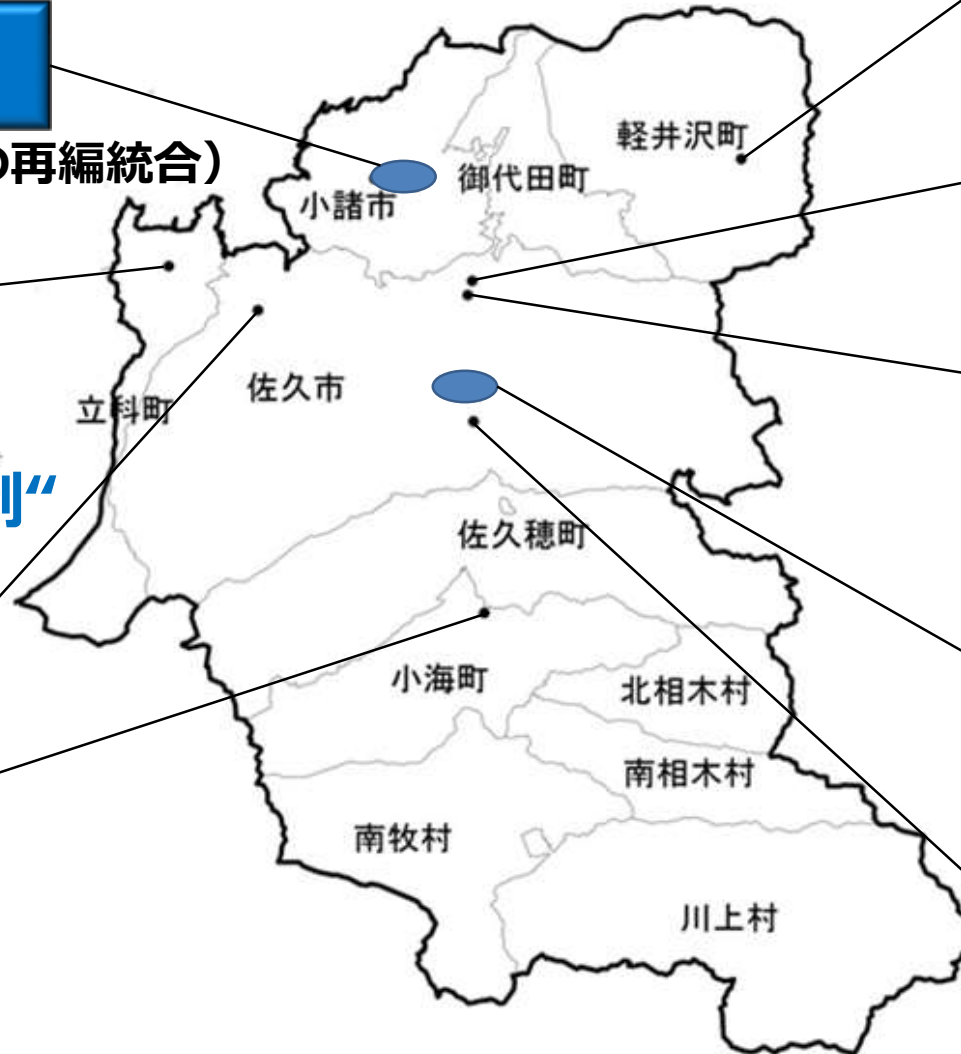 の再編統合）
軽井沢町
御代田町
小諸市
佐久市
立科町
別“
佐久穂町
小海町
北相木村
南相木村
南牧村
川上村